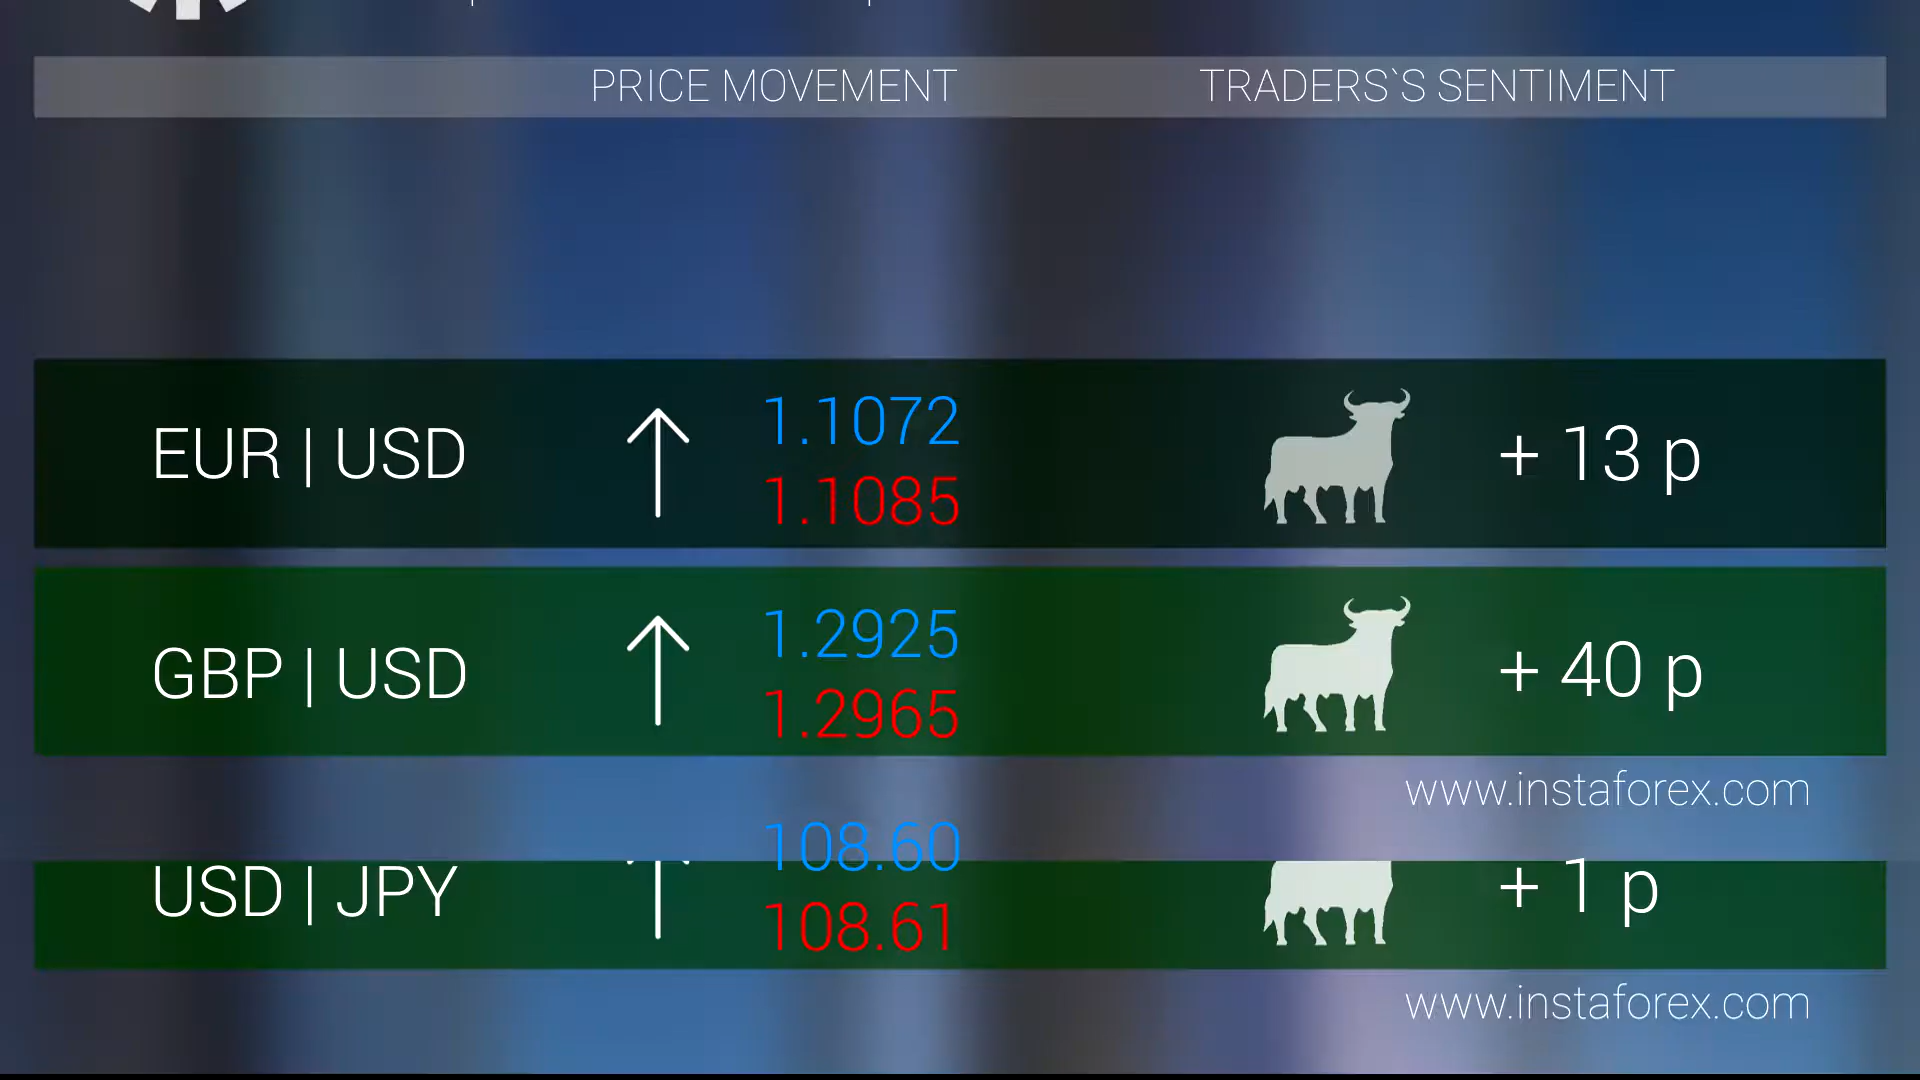 PRICE MOVEMENT TRADERS`S SENTIMENT
EUR | USD 1.1072 1.1085 + 13 p
GBP | USD 1.2925 1.2965 + 40 p
www.instaforex.com
USD | JPY 108.60 108.61 + 1 p
www.instaforex.com